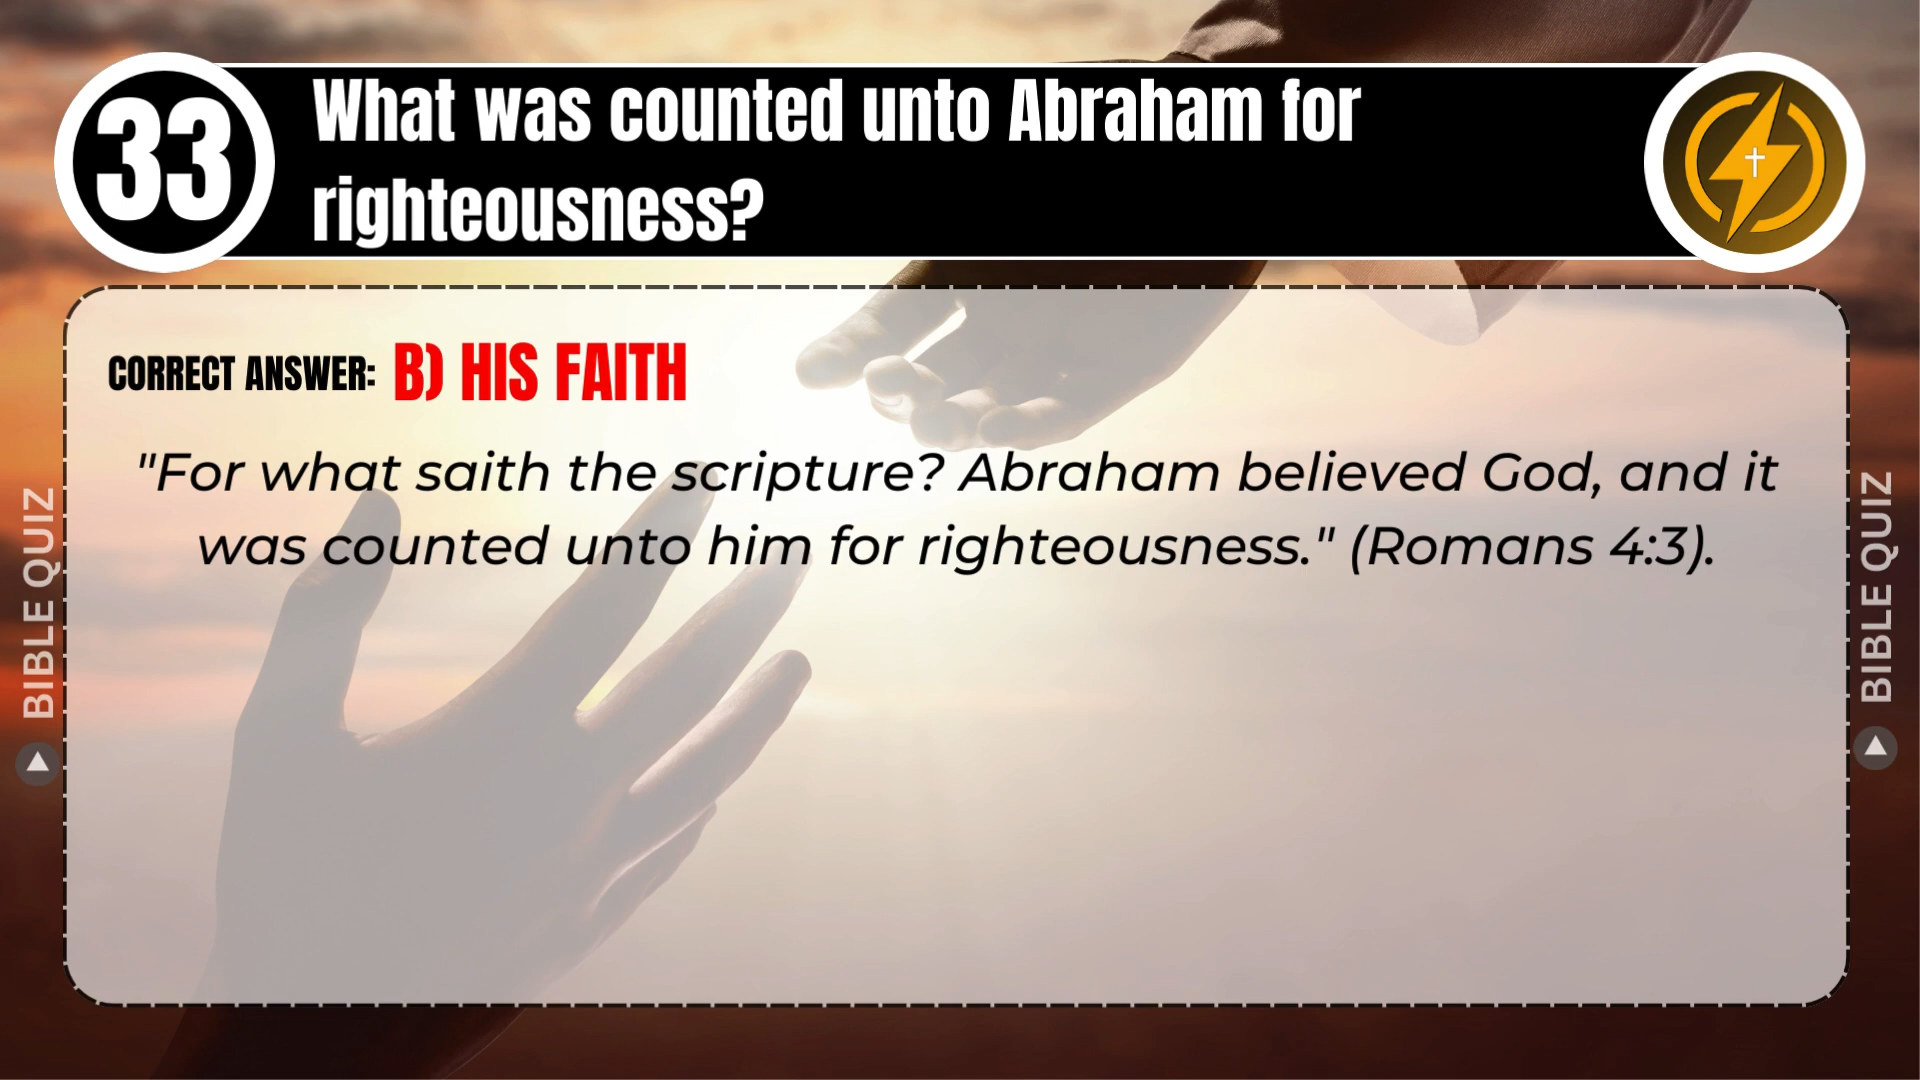 33
What was counted unto Abraham for
righteousness?
CORRECT ANSWER: B) HIS FAITH
"For what saith the scripture? Abraham believed God, and it
was counted unto him for righteousness." (Romans 4:3).
BIBLE QUIZ
BIBLE QUIZ